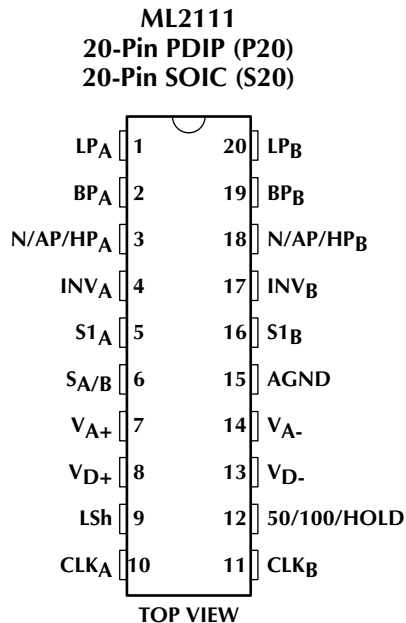 ML2111
20-Pin PDIP (P20)
20-Pin SOIC (S20)
LPA 1 20 LPB
BPA 2 19 BPB
N/AP/HPA 3 18 N/AP/HPB
INVA 4 17 INVB
S1A 5 16 S1B
SA/B 6 15 AGND
VA+ 7 14 VA-
VD+ 8 13 VD-
LSh 9 12 50/100/HOLD
CLKA 10 11 CLKB
TOP VIEW